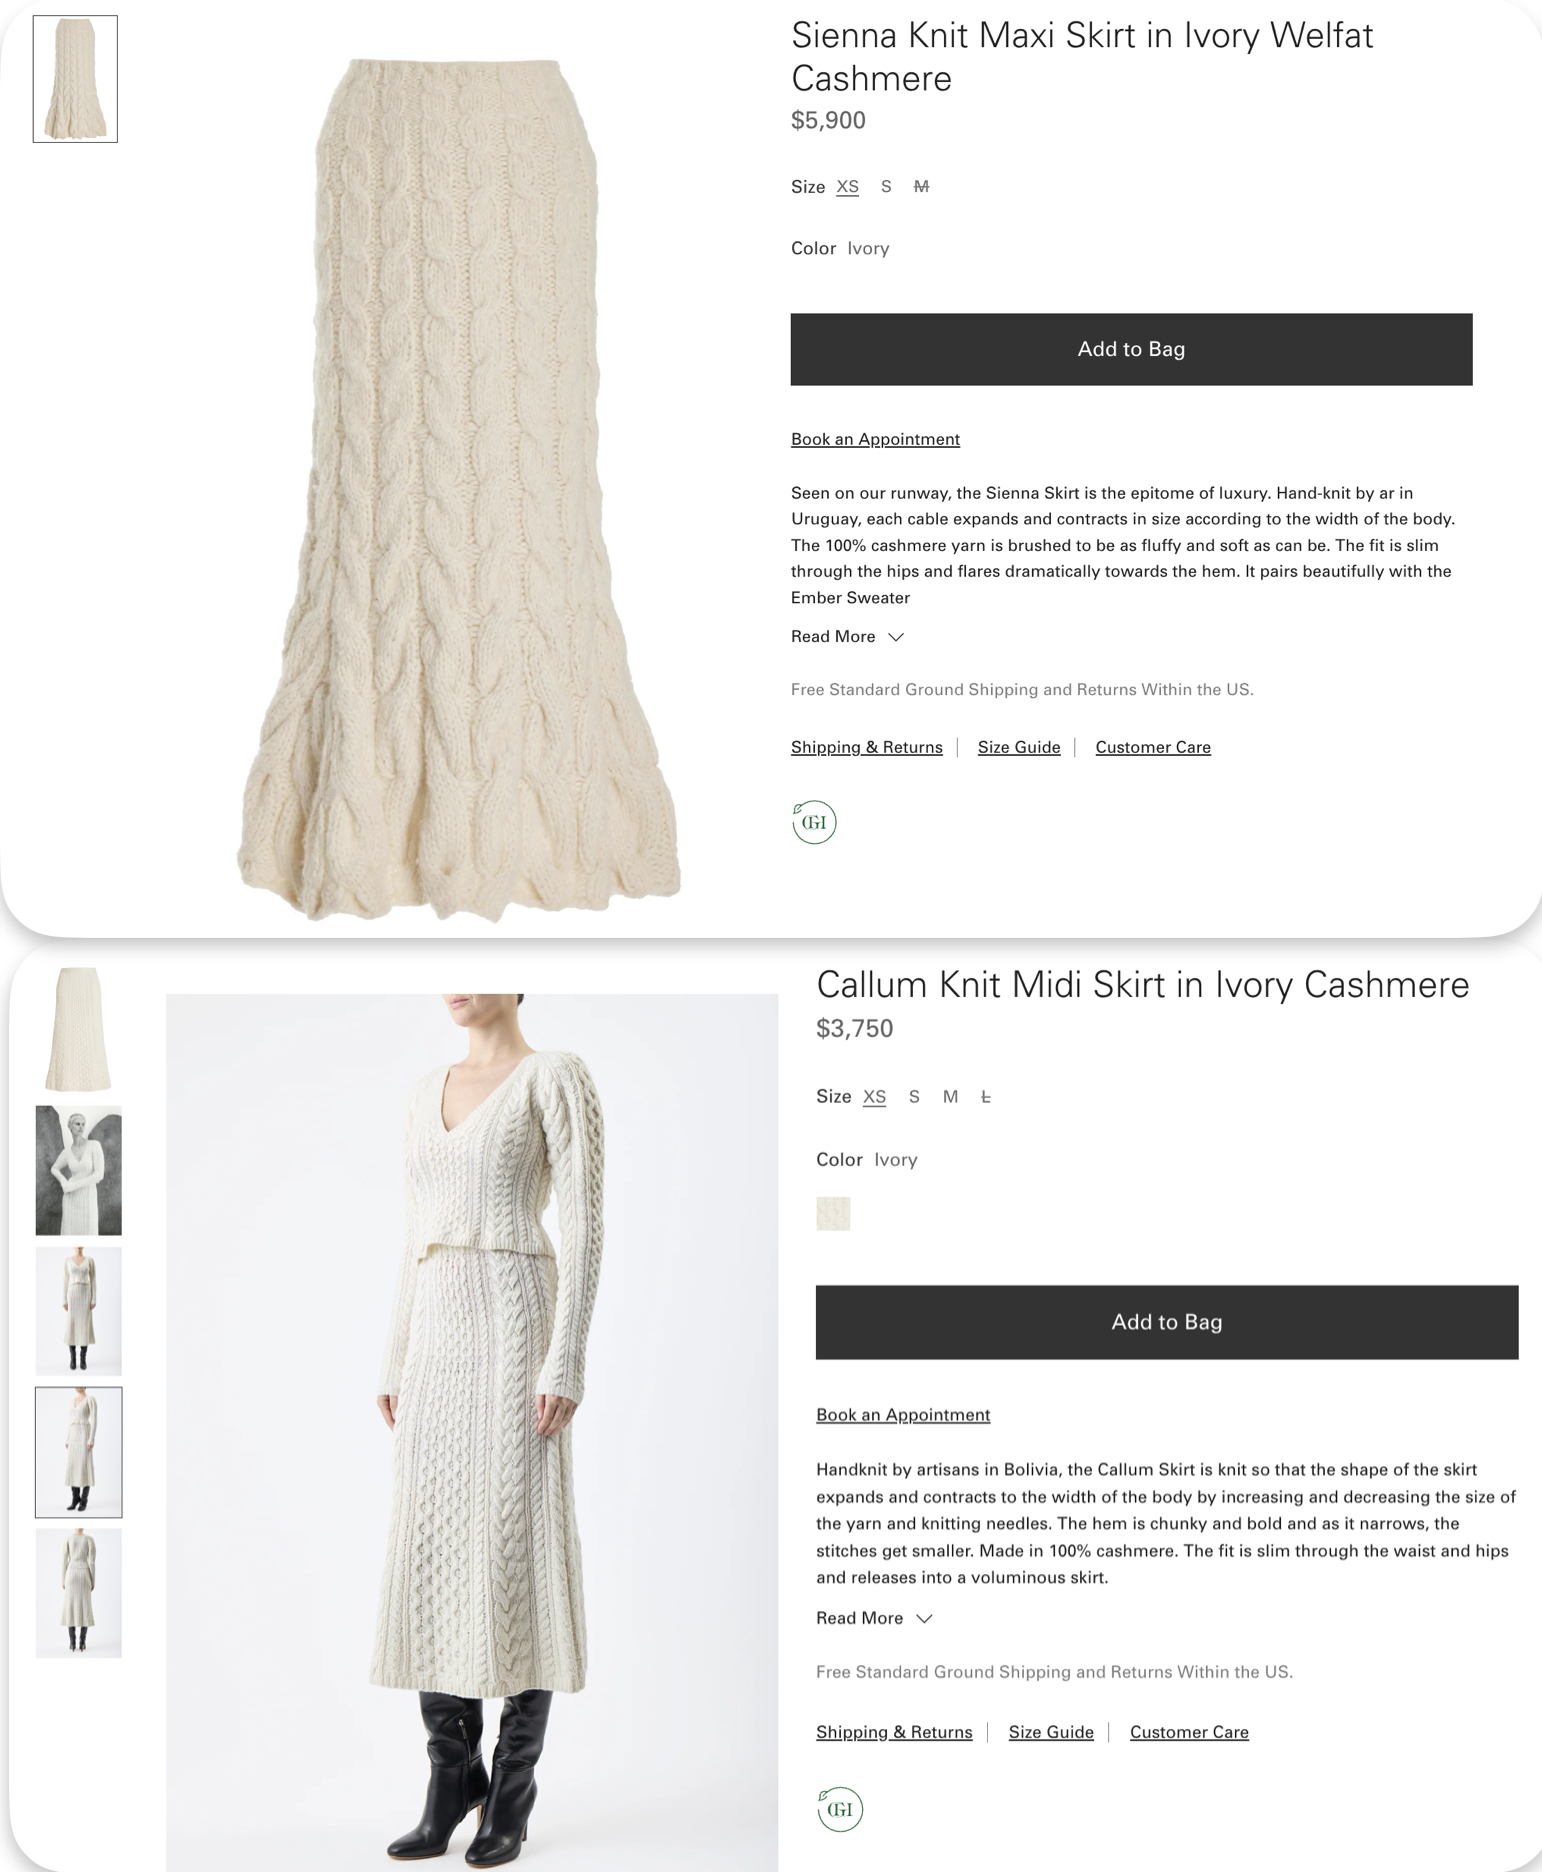 Sienna Knit Maxi Skirt in Ivory Welfat
Cashmere
$5,900
Size XS S M
Color Ivory
Add to Bag
Book an Appointment
Seen on our runway, the Sienna Skirt is the epitome of luxury. Hand-knit by ar in
Uruguay, each cable expands and contracts in size according to the width of the body.
The 100% cashmere yarn is brushed to be as fluffy and soft as can be. The fit is slim
through the hips and flares dramatically towards the hem. It pairs beautifully with the
Ember Sweater
Read More
Free Standard Ground Shipping and Returns Within the US.
Shipping & Returns | Size Guide | Customer Care
GH
Callum Knit Midi Skirt in Ivory Cashmere
$3,750
Size XS S M L
Color Ivory
Add to Bag
Book an Appointment
Handknit by artisans in Bolivia, the Callum Skirt is knit so that the shape of the skirt
expands and contracts to the width of the body by increasing and decreasing the size of
the yarn and knitting needles. The hem is chunky and bold and as it narrows, the
stitches get smaller. Made in 100% cashmere. The fit is slim through the waist and hips
and releases into a voluminous skirt.
Read More
Free Standard Ground Shipping and Returns Within the US.
Shipping & Returns | Size Guide | Customer Care
GH